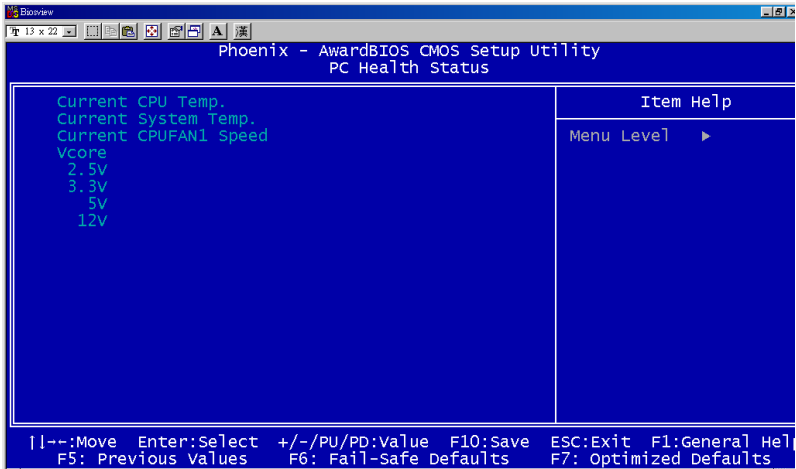 Biosview
13 x 22
A 漢
Phoenix - AwardBIOS CMOS Setup Utility
PC Health Status
Current CPU Temp.
Current System Temp.
Current CPUFAN1 Speed
Vcore
2.5V
3.3V
5V
12V
Item Help
Menu Level ▶
↑↓→←:Move Enter:Select +/-/PU/PD:Value F10:Save ESC:Exit F1:General Help
F5: Previous Values F6: Fail-Safe Defaults F7: Optimized Defaults